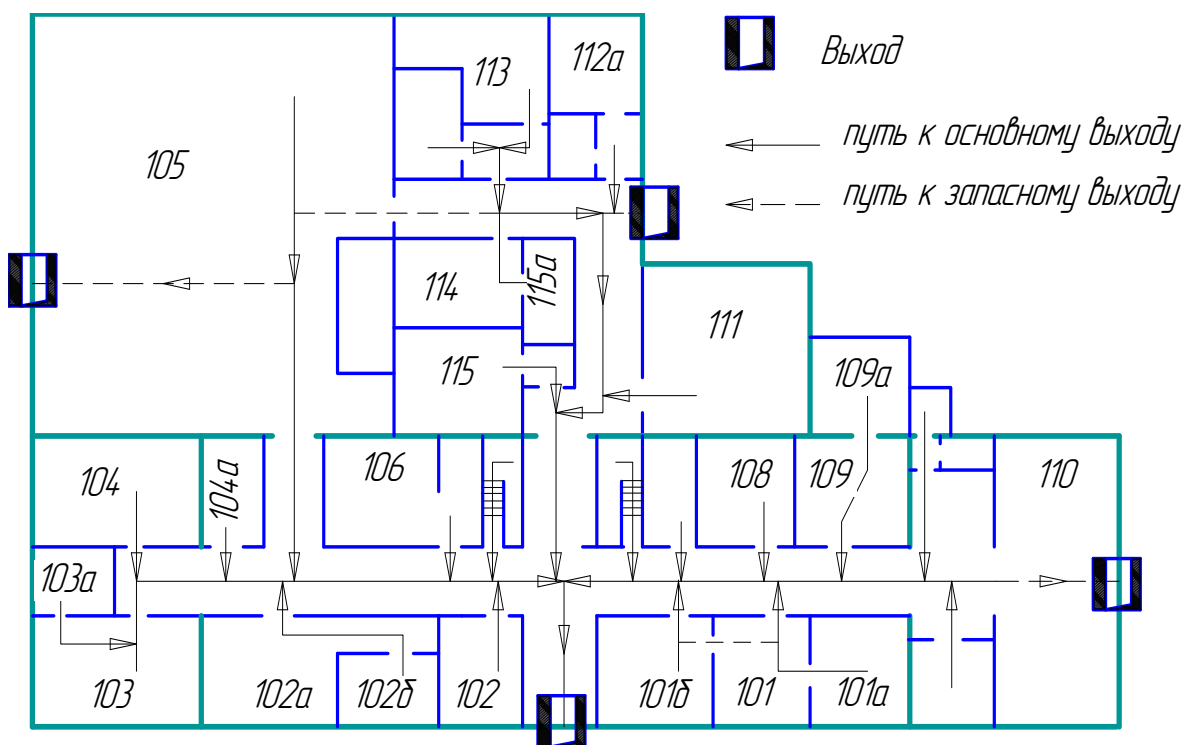 113
112а
Выход
105
путь к основному выходу
путь к запасному выходу
114
115а
111
115
109а
104
104а
106
108
109
110
103а
103
102а
102б
102
101б
101
101а